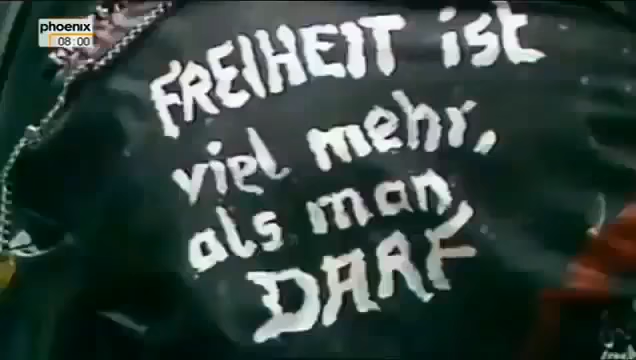 phoenix
08:00
FREIHEIT ist
viel mehr,
als man
DARF